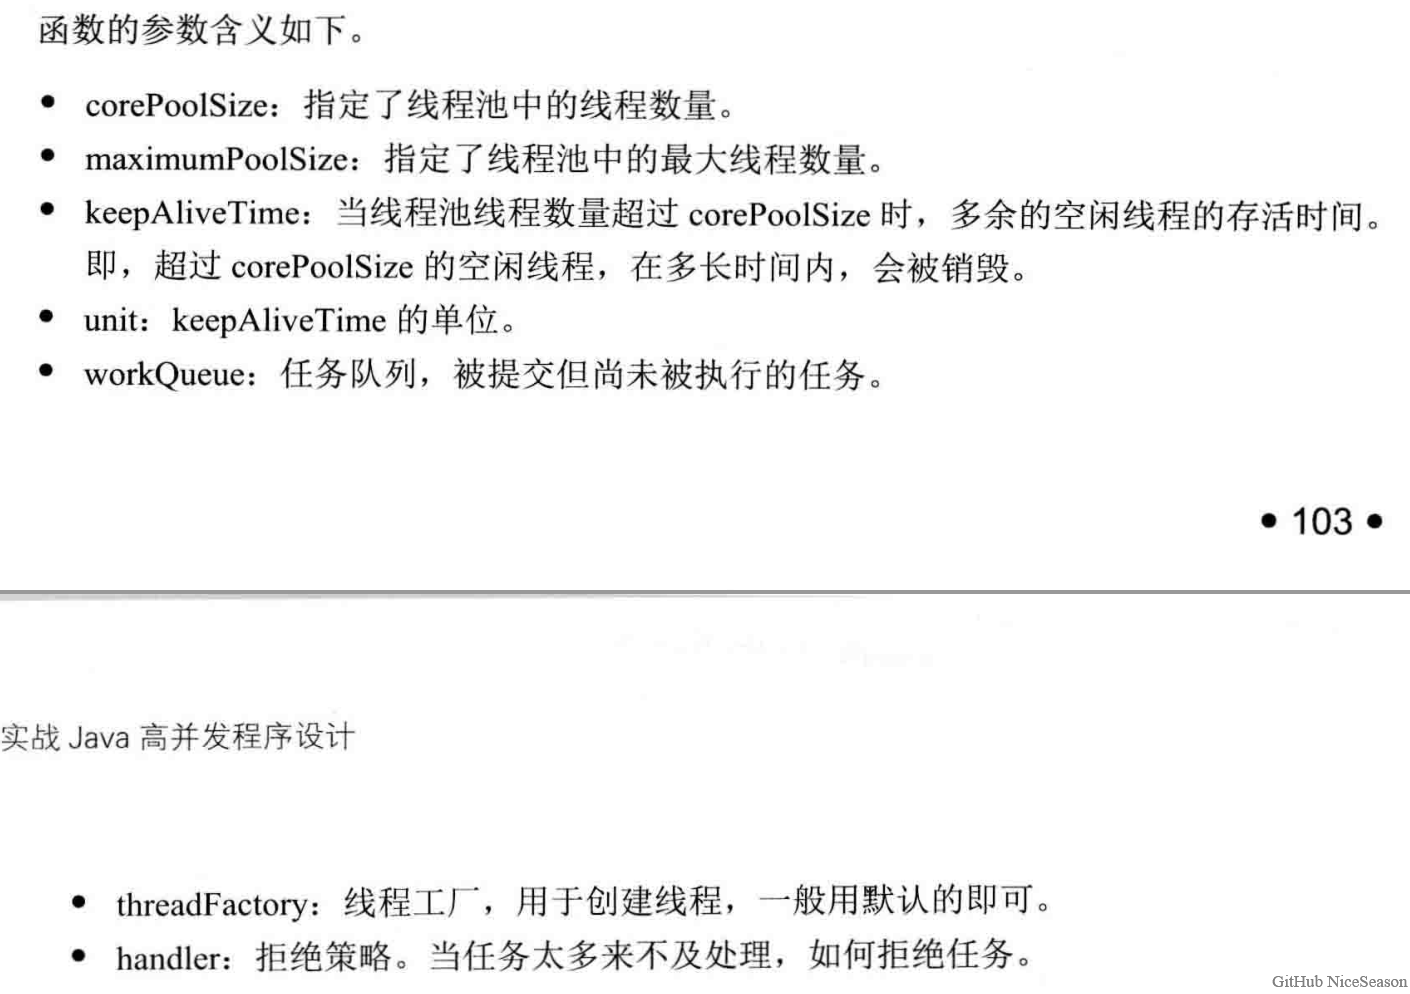 函数的参数含义如下。
• corePoolSize：指定了线程池中的线程数量。
• maximumPoolSize：指定了线程池中的最大线程数量。
• keepAliveTime：当线程池线程数量超过 corePoolSize 时，多余的空闲线程的存活时间。
即，超过 corePoolSize 的空闲线程，在多长时间内，会被销毁。
• unit：keepAliveTime 的单位。
• workQueue：任务队列，被提交但尚未被执行的任务。
• 103 •
实战 Java 高并发程序设计
• threadFactory：线程工厂，用于创建线程，一般用默认的即可。
• handler：拒绝策略。当任务太多来不及处理，如何拒绝任务。
GitHub NiceSeason